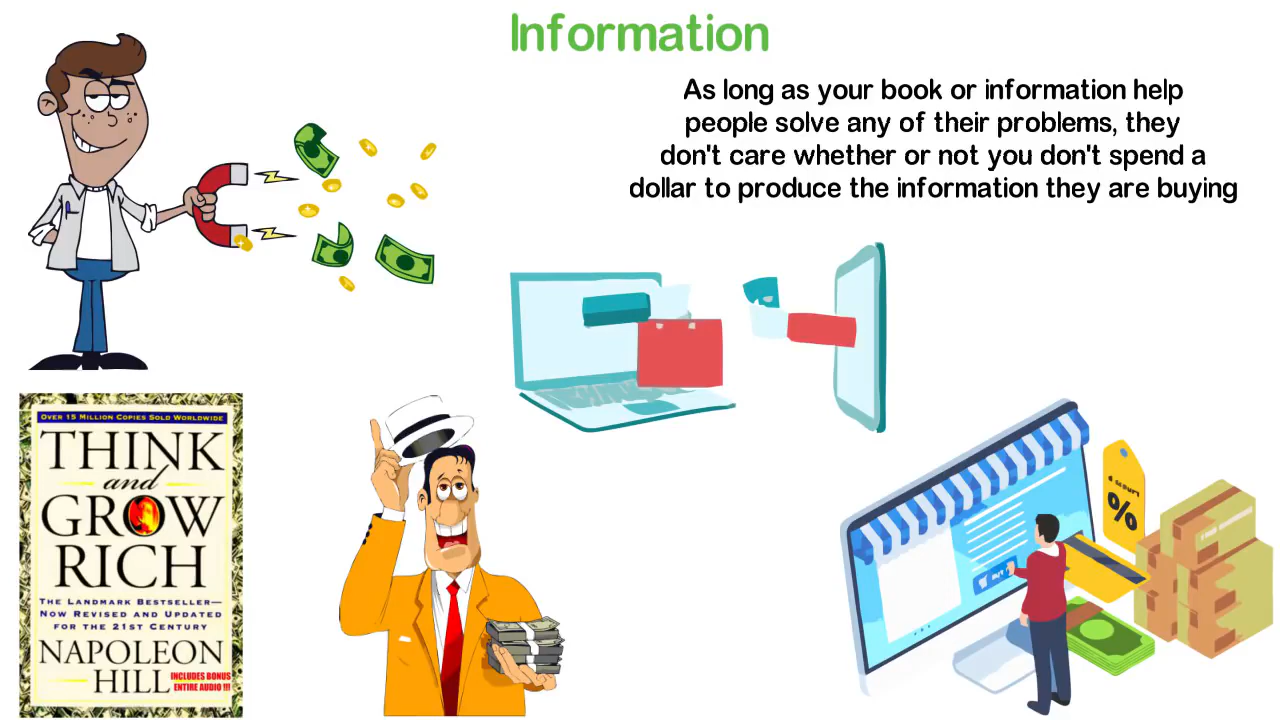 Information
As long as your book or information help
people solve any of their problems, they
don't care whether or not you don't spend a
dollar to produce the information they are buying
OVER 15 MILLION COPIES SOLD WORLDWIDE
THINK
and
GROW
RICH
THE LANDMARK BESTSELLER—
NOW REVISED AND UPDATED
FOR THE 21ST CENTURY
NAPOLEON
HILL
INCLUDES BONUS
ENTIRE AUDIO !!!
%